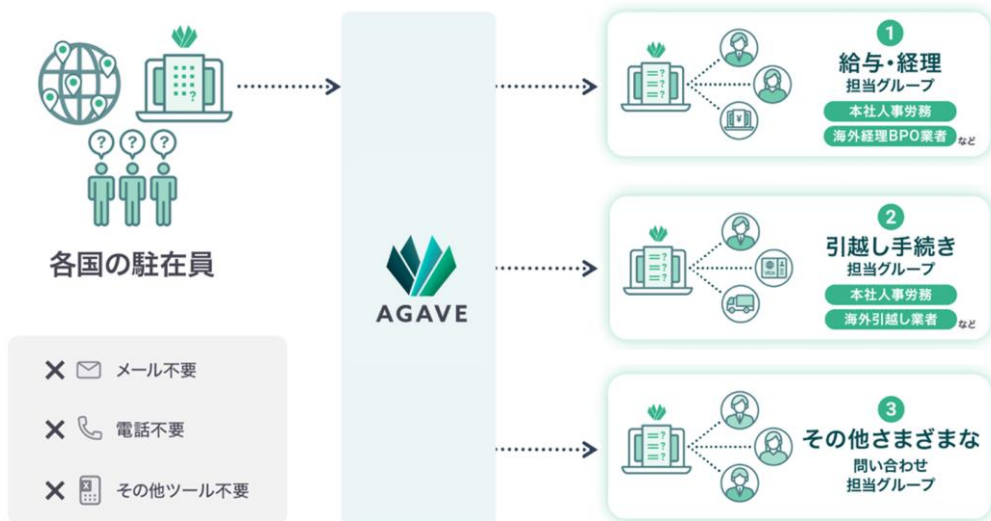 各国の駐在員
メール不要
電話不要
その他ツール不要
AGAVE
1
給与・経理
担当グループ
本社人事労務
海外経理BPO業者 など
2
引越し手続き
担当グループ
本社人事労務
海外引越し業者 など
3
その他さまざまな
問い合わせ
担当グループ